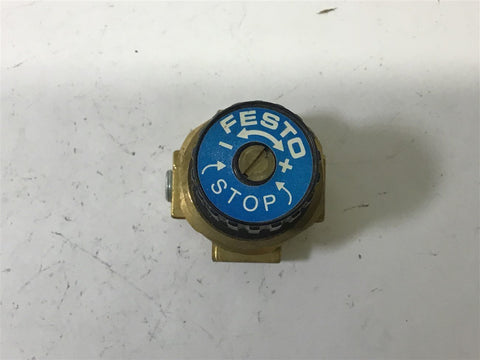 FESTO
- +
STOP